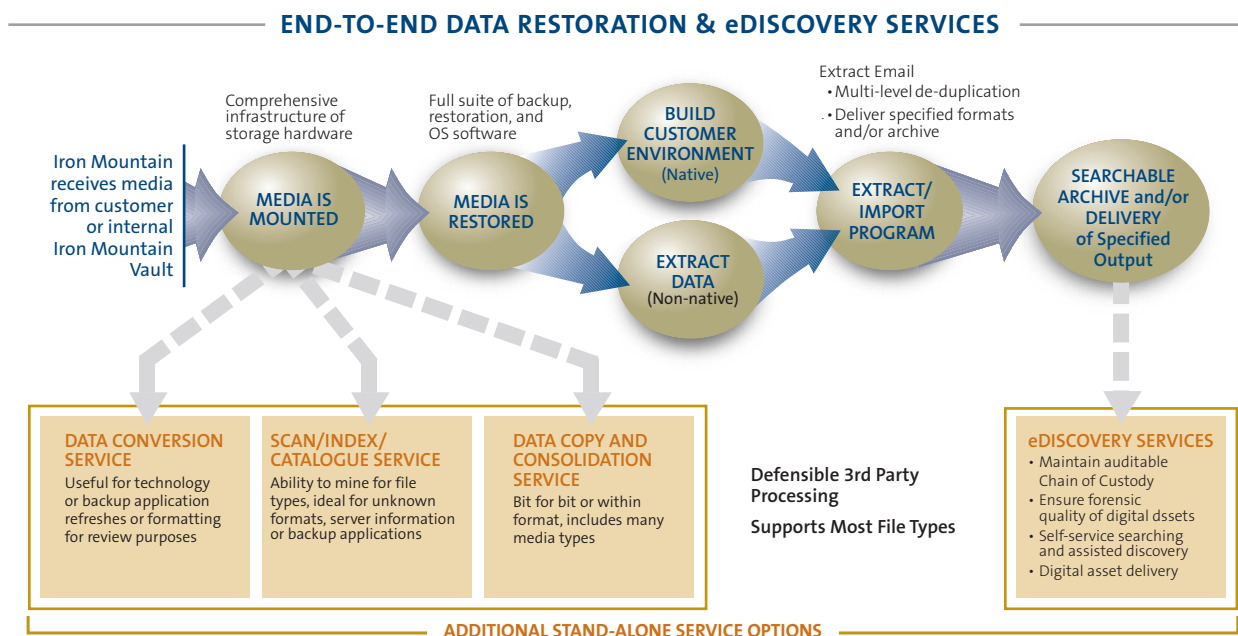 END-TO-END DATA RESTORATION & eDISCOVERY SERVICES
Iron Mountain
receives media
from customer
or internal
Iron Mountain
Vault
Comprehensive
infrastructure of
storage hardware
MEDIA IS
MOUNTED
Full suite of backup,
restoration, and
OS software
MEDIA IS
RESTORED
BUILD
CUSTOMER
ENVIRONMENT
(Native)
EXTRACT
DATA
(Non-native)
Extract Email
• Multi-level de-duplication
. • Deliver specified formats
and/or archive
EXTRACT/
IMPORT
PROGRAM
SEARCHABLE
ARCHIVE and/or
DELIVERY
of Specified
Output
DATA CONVERSION
SERVICE
Useful for technology
or backup application
refreshes or formatting
for review purposes
SCAN/INDEX/
CATALOGUE SERVICE
Ability to mine for file
types, ideal for unknown
formats, server information
or backup applications
DATA COPY AND
CONSOLIDATION
SERVICE
Bit for bit or within
format, includes many
media types
Defensible 3rd Party
Processing
Supports Most File Types
eDISCOVERY SERVICES
• Maintain auditable
Chain of Custody
• Ensure forensic
quality of digital dssets
• Self-service searching
and assisted discovery
• Digital asset delivery
ADDITIONAL STAND-ALONE SERVICE OPTIONS